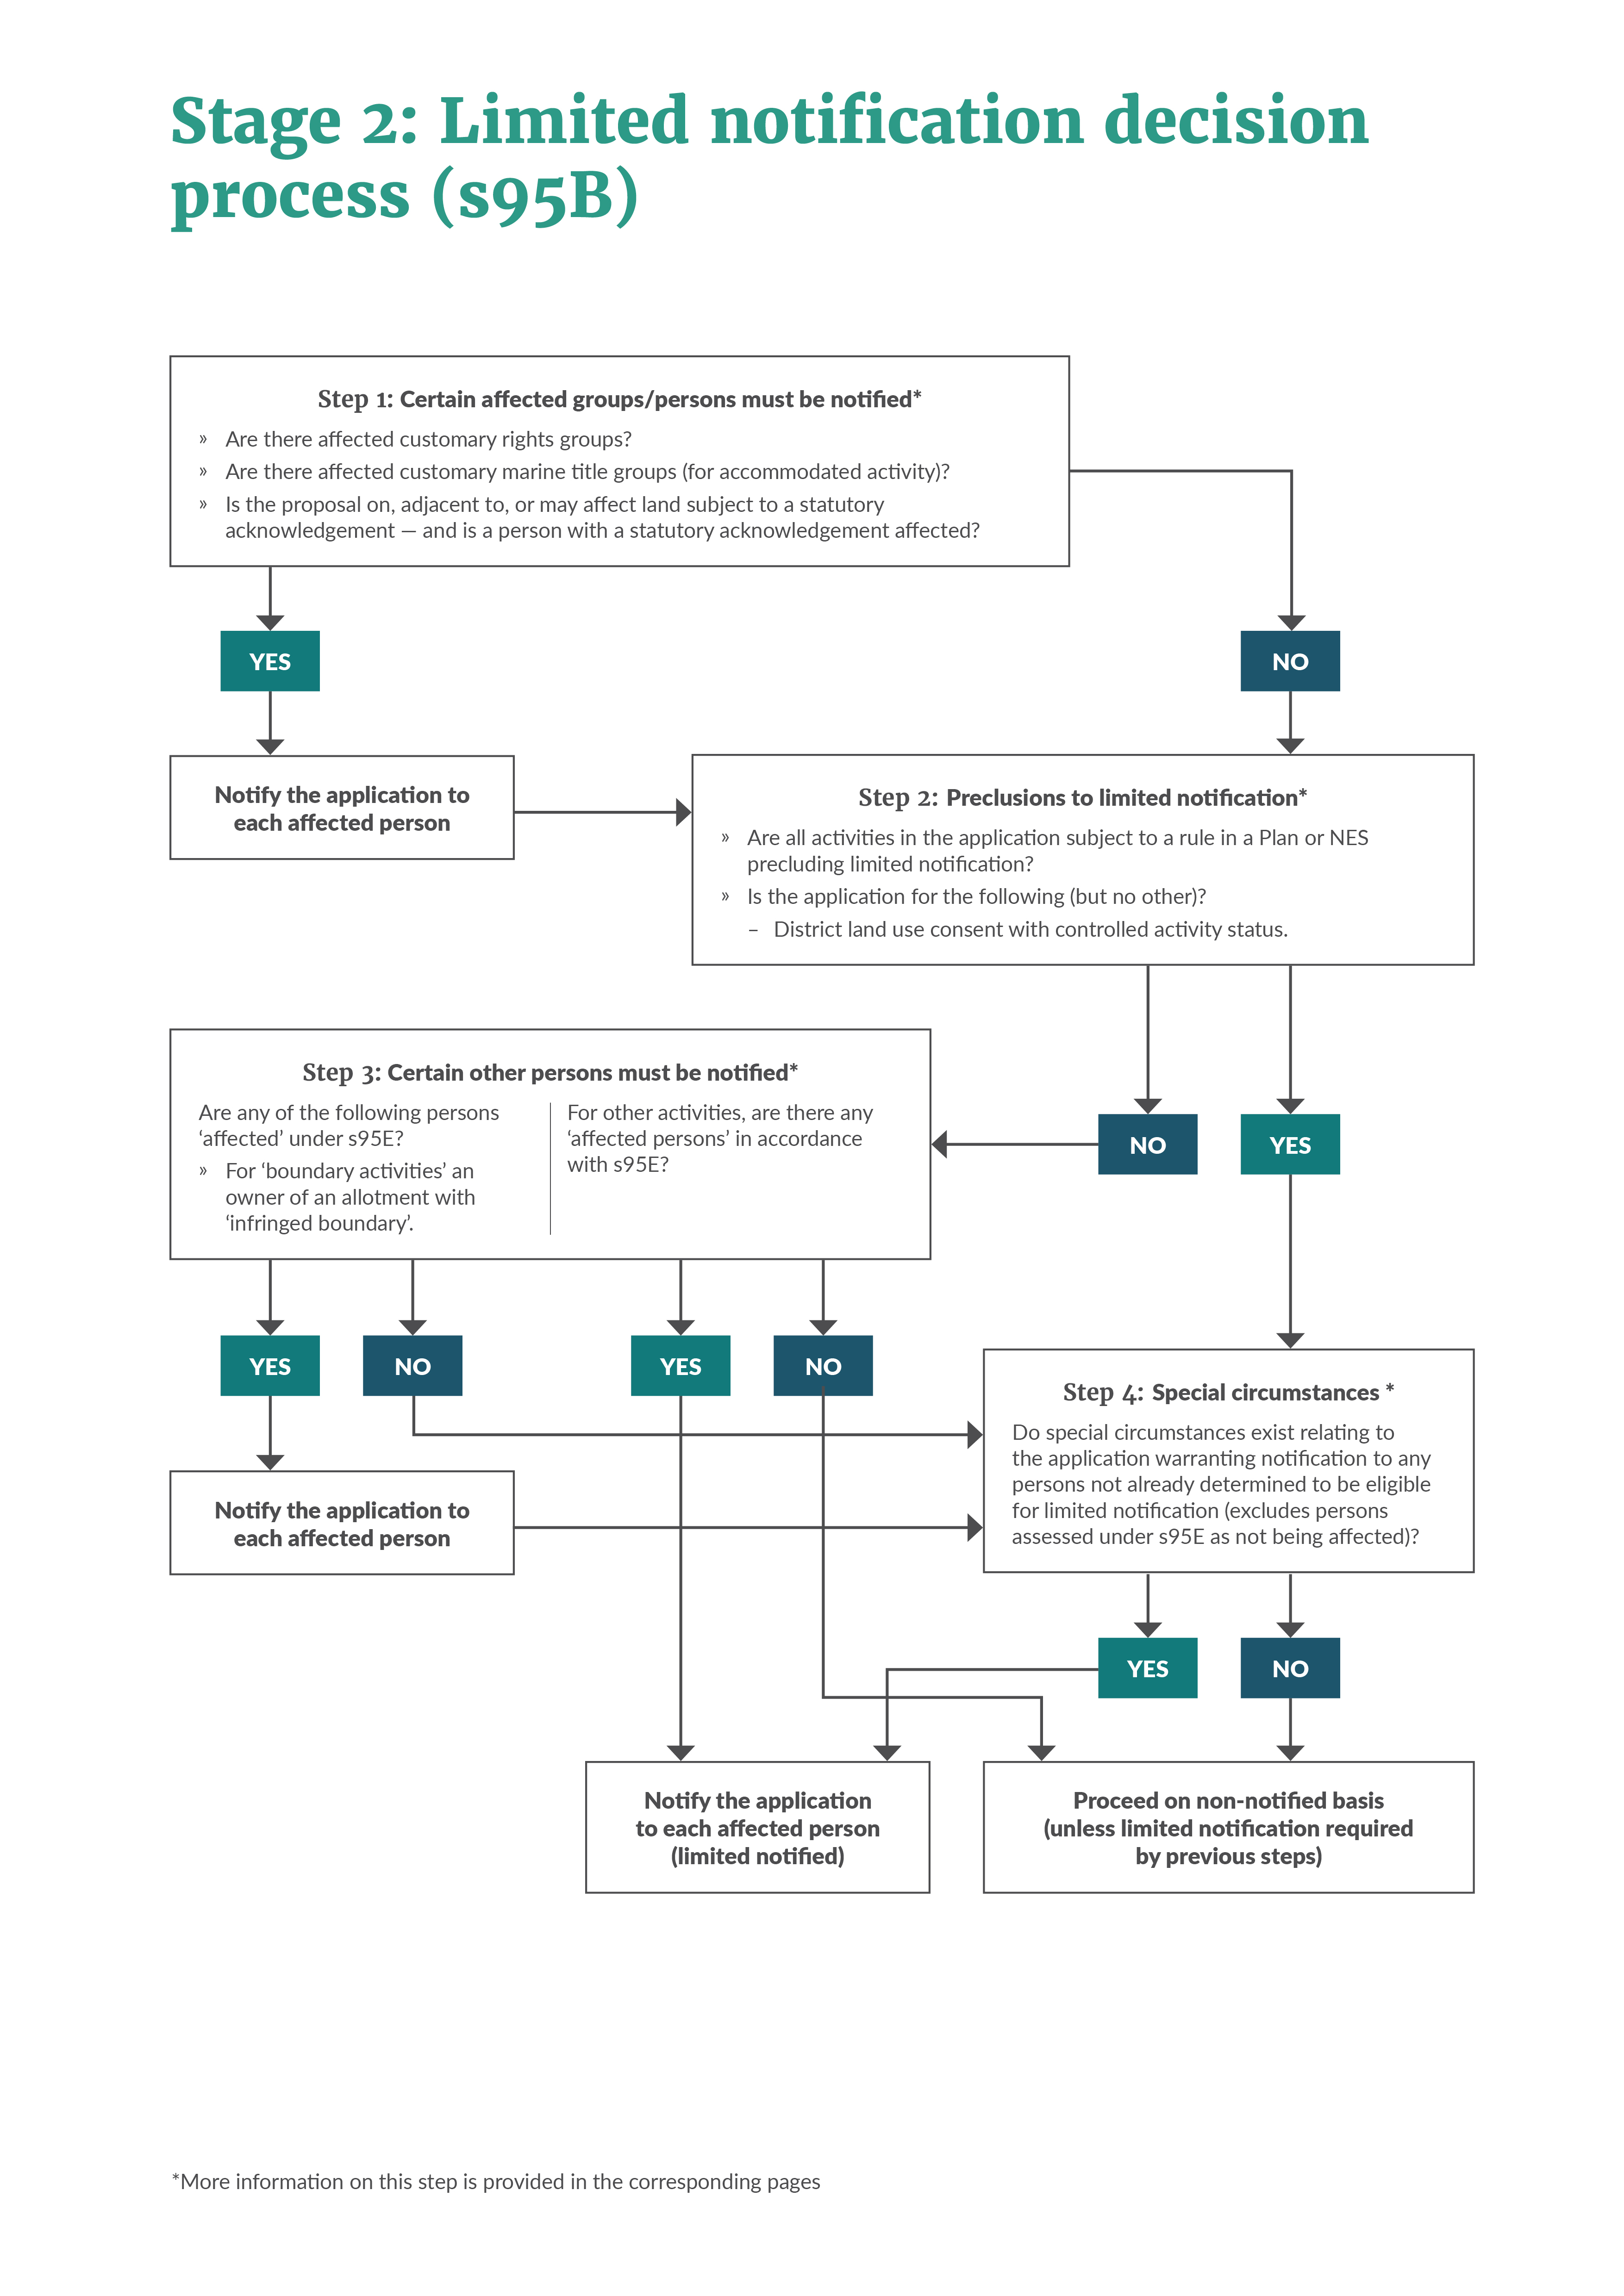 Stage 2: Limited notification decision
process (s95B)
Step 1: Certain affected groups/persons must be notified*
» Are there affected customary rights groups?
» Are there affected customary marine title groups (for accommodated activity)?
» Is the proposal on, adjacent to, or may affect land subject to a statutory
acknowledgement — and is a person with a statutory acknowledgement affected?
YES
NO
Notify the application to
each affected person
Step 2: Preclusions to limited notification*
» Are all activities in the application subject to a rule in a Plan or NES
precluding limited notification?
» Is the application for the following (but no other)?
– District land use consent with controlled activity status.
Step 3: Certain other persons must be notified*
Are any of the following persons
‘affected’ under s95E?
» For ‘boundary activities’ an
owner of an allotment with
‘infringed boundary’.
For other activities, are there any
‘affected persons’ in accordance
with s95E?
NO
YES
YES
NO
YES
NO
Step 4: Special circumstances *
Do special circumstances exist relating to
the application warranting notification to any
persons not already determined to be eligible
for limited notification (excludes persons
assessed under s95E as not being affected)?
Notify the application to
each affected person
YES
NO
Notify the application
to each affected person
(limited notified)
Proceed on non-notified basis
(unless limited notification required
by previous steps)
*More information on this step is provided in the corresponding pages